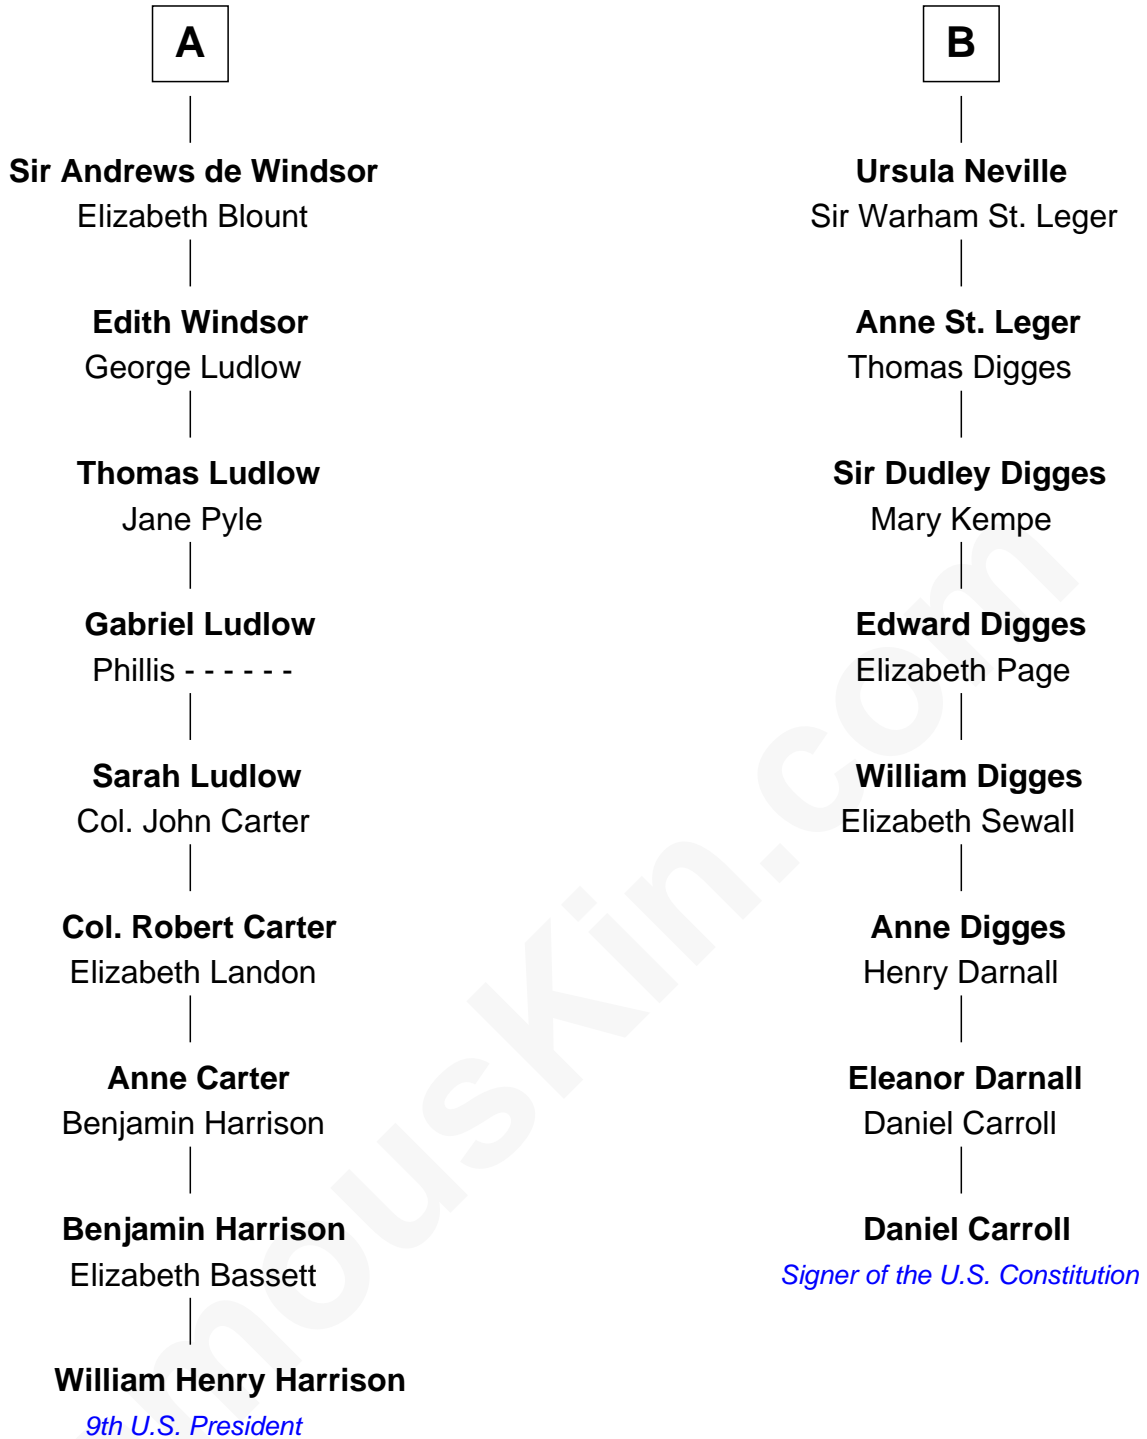 A
Sir Andrews de Windsor
Elizabeth Blount
Edith Windsor
George Ludlow
Thomas Ludlow
Jane Pyle
Gabriel Ludlow
Phillis - - - - - -
Sarah Ludlow
Col. John Carter
Col. Robert Carter
Elizabeth Landon
Anne Carter
Benjamin Harrison
Benjamin Harrison
Elizabeth Bassett
William Henry Harrison
9th U.S. President
B
Ursula Neville
Sir Warham St. Leger
Anne St. Leger
Thomas Digges
Sir Dudley Digges
Mary Kempe
Edward Digges
Elizabeth Page
William Digges
Elizabeth Sewall
Anne Digges
Henry Darnall
Eleanor Darnall
Daniel Carroll
Daniel Carroll
Signer of the U.S. Constitution
mouskin.com